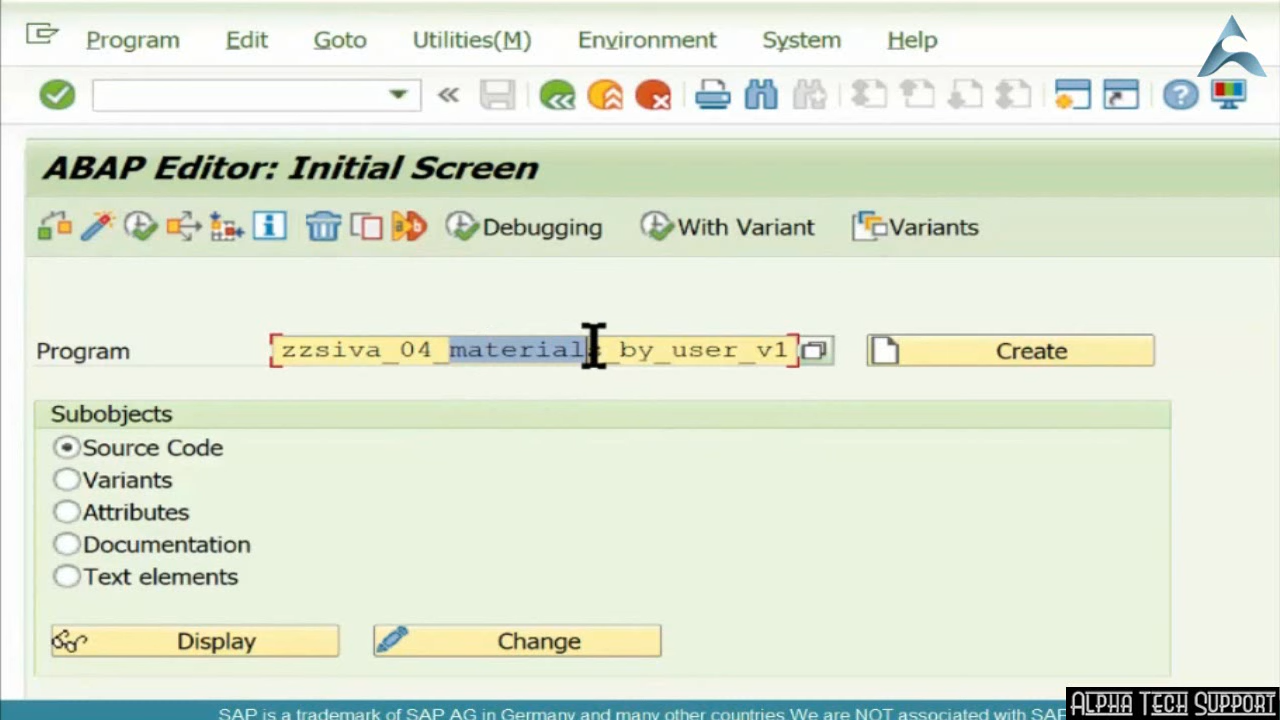 Program Edit Goto Utilities(M) Environment System Help
ABAP Editor: Initial Screen
Debugging With Variant Variants
Program zzsiva_04_materials_by_user_v1 Create
Subobjects
Source Code
Variants
Attributes
Documentation
Text elements
Display Change
ALPHA TECH SUPPORT
SAP is a trademark of SAP AG in Germany and many other countries We are NOT associated with SAP